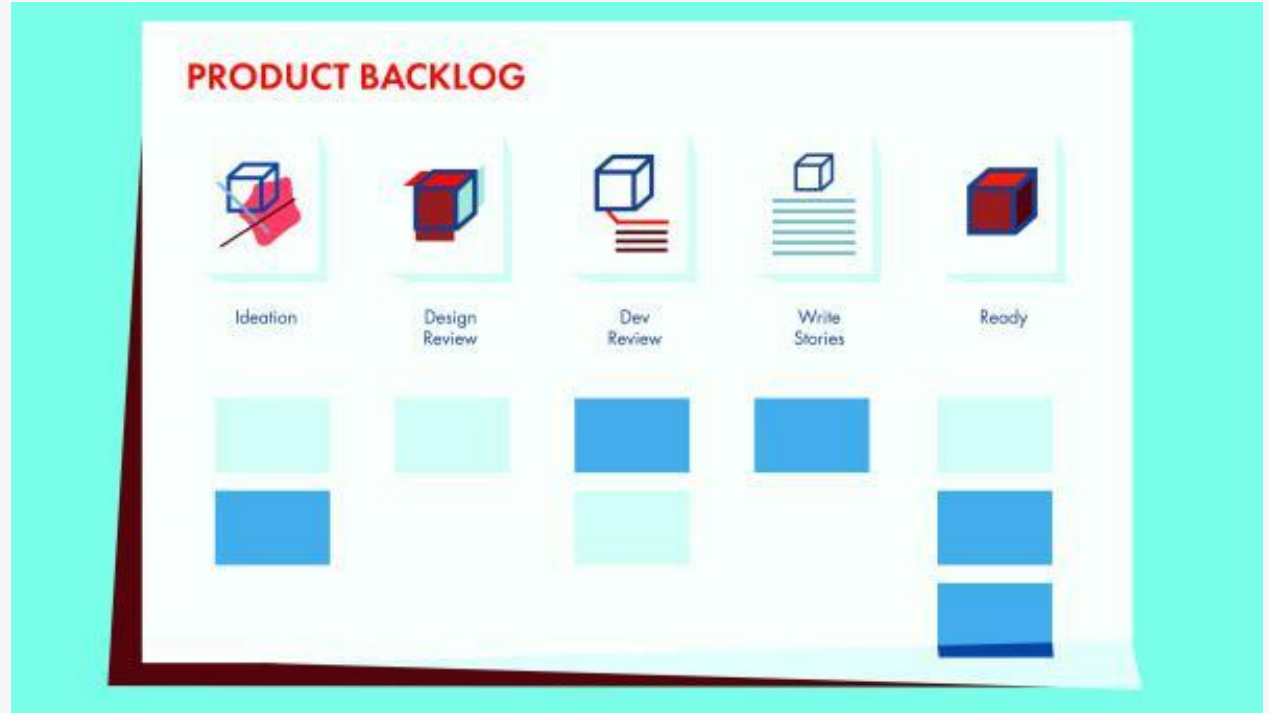 PRODUCT BACKLOG
Ideation
Design
Review
Dev
Review
Write
Stories
Ready